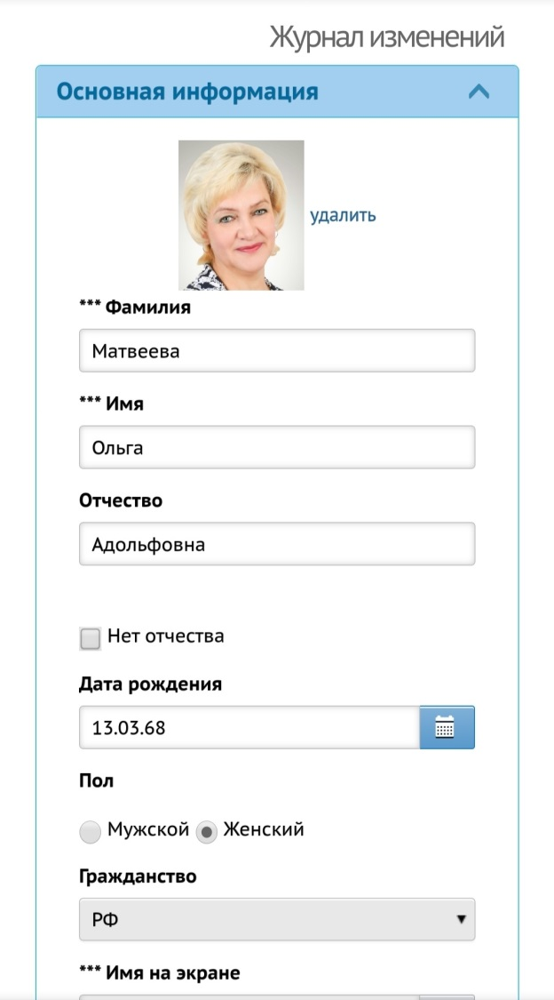 Журнал изменений
Основная информация
удалить
*** Фамилия
Матвеева
*** Имя
Ольга
Отчество
Адольфовна
Нет отчества
Дата рождения
13.03.68
Пол
Мужской Женский
Гражданство
РФ
*** Имя на экране